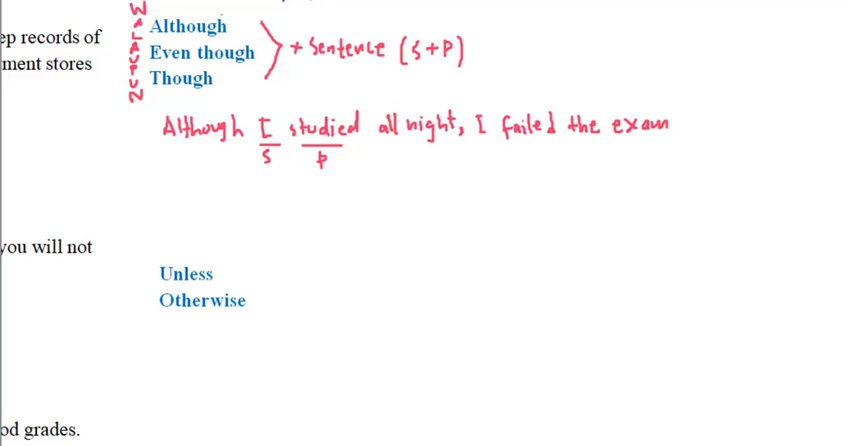 WALAUPUN
Although
ep records of
Even though + Sentence (S+P)
ment stores
Though
Although I studied all night, I failed the exam
S P
you will not
Unless
Otherwise
od grades.